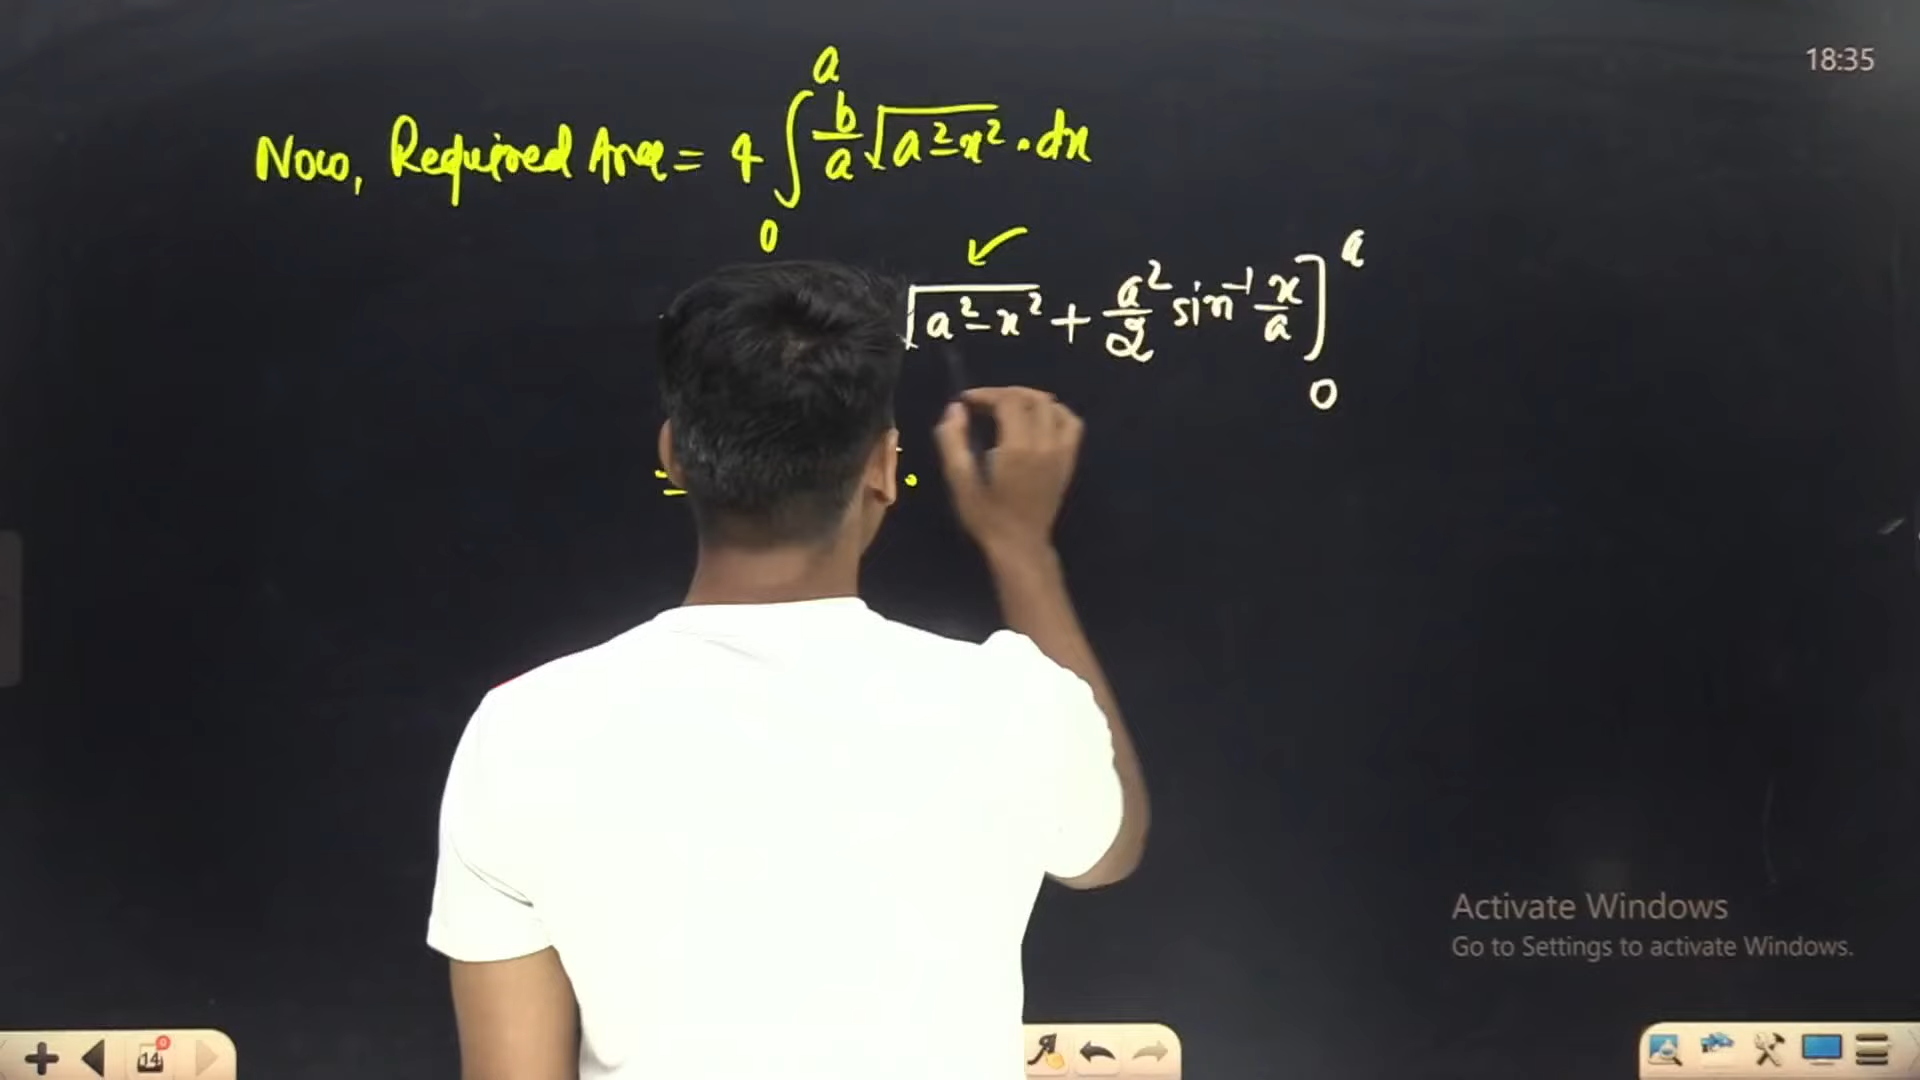 18:35
Now, Required Area = 4 ∫₀ᵃ b/a √(a²-x²) . dx
√(a²-x²) + a²/2 sin⁻¹ x/a ]₀ᵃ
= .
Activate Windows
Go to Settings to activate Windows.
14